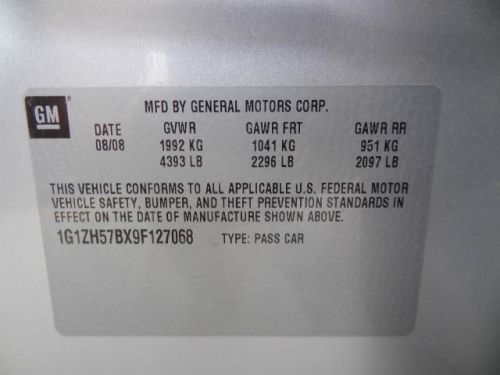 GM
MFD BY GENERAL MOTORS CORP.
DATE GVWR GAWR FRT GAWR RR
08/08 1992 KG 1041 KG 951 KG
4393 LB 2296 LB 2097 LB
THIS VEHICLE CONFORMS TO ALL APPLICABLE U.S. FEDERAL MOTOR
VEHICLE SAFETY, BUMPER, AND THEFT PREVENTION STANDARDS IN
EFFECT ON THE DATE OF MANUFACTURE SHOWN ABOVE.
1G1ZH57BX9F127068 TYPE: PASS CAR